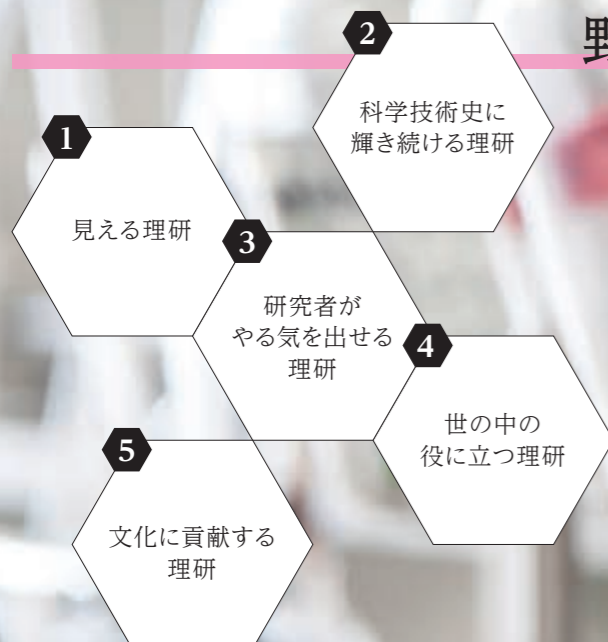 野
1
見える理研
2
科学技術史に
輝き続ける理研
3
研究者が
やる気を出せる
理研
4
世の中の
役に立つ理研
5
文化に貢献する
理研